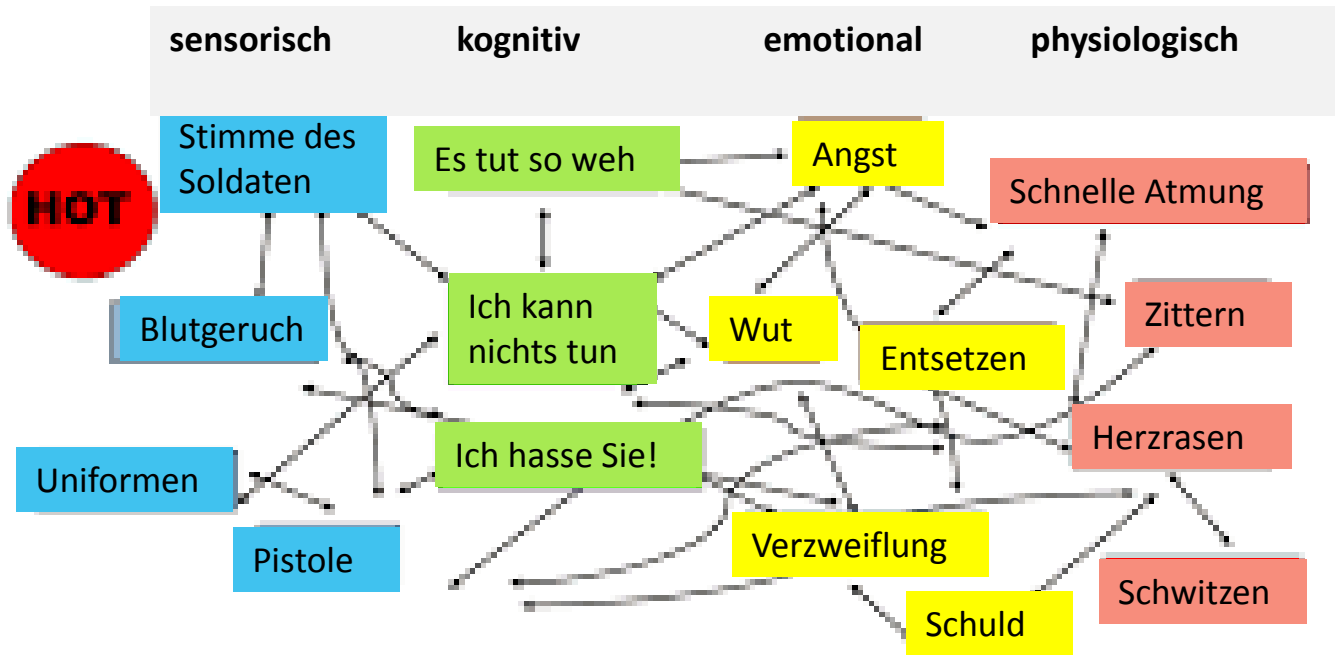 sensorisch kognitiv emotional physiologisch
HOT
Stimme des
Soldaten
Es tut so weh
Angst
Schnelle Atmung
Blutgeruch
Ich kann
nichts tun
Wut
Entsetzen
Zittern
Uniformen
Ich hasse Sie!
Herzrasen
Pistole
Verzweiflung
Schuld
Schwitzen